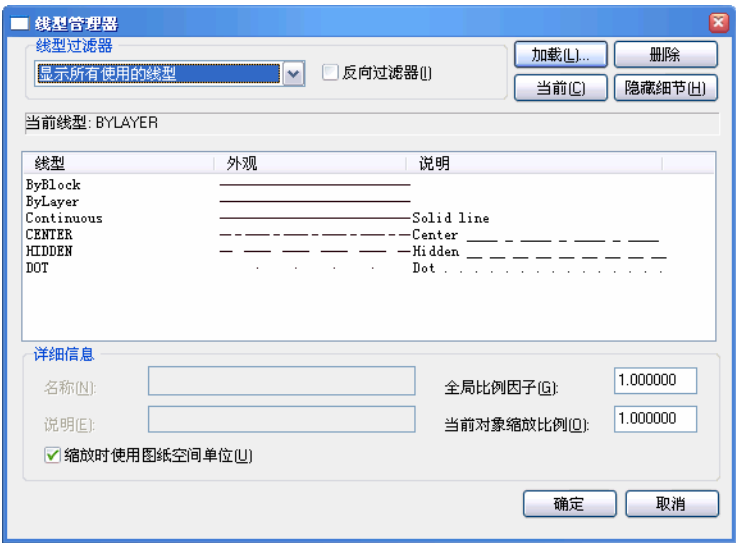 线型管理器
线型过滤器
显示所有使用的线型
反向过滤器(I)
加载(L)...
删除
当前(C)
隐藏细节(H)
当前线型: BYLAYER
线型 外观 说明
ByBlock
ByLayer
Continuous Solid line
CENTER Center
HIDDEN Hidden
DOT Dot
详细信息
名称(N):
全局比例因子(G): 1.000000
说明(E):
当前对象缩放比例(O): 1.000000
缩放时使用图纸空间单位(U)
确定 取消